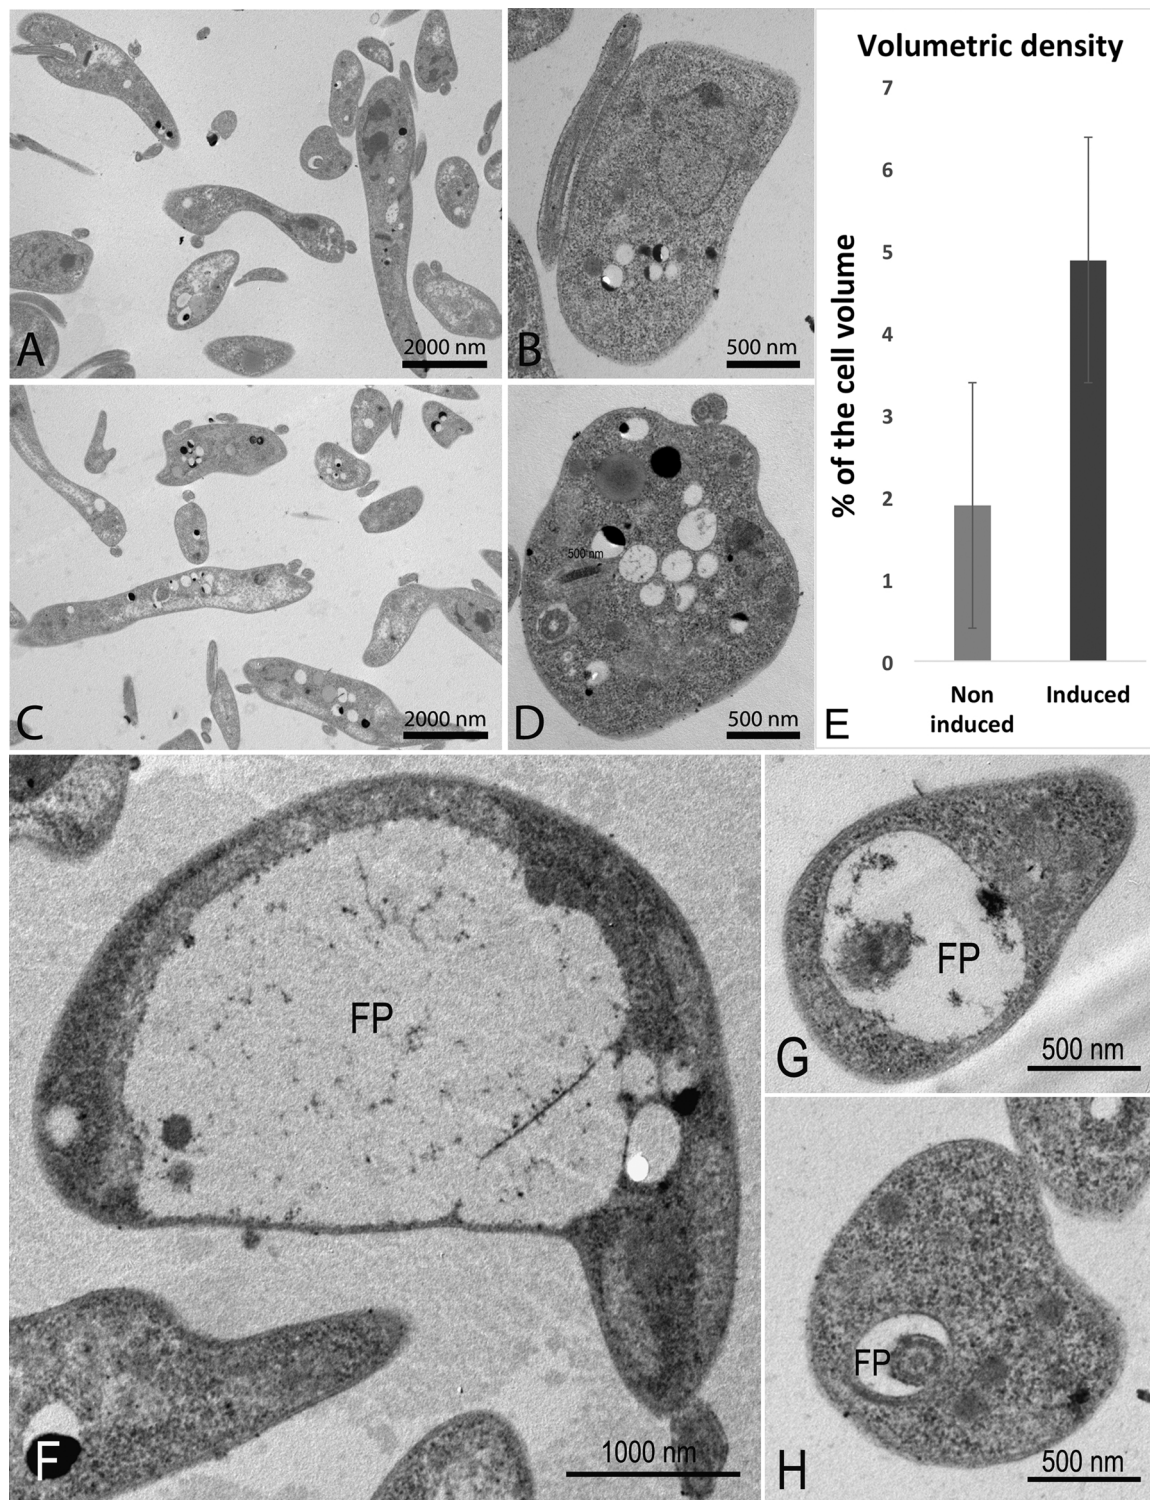 A
2000 nm
B
500 nm
C
2000 nm
D
500 nm
500 nm
Volumetric density
% of the cell volume
7
6
5
4
3
2
1
0
Non
induced
Induced
E
FP
F
1000 nm
FP
G
500 nm
FP
H
500 nm